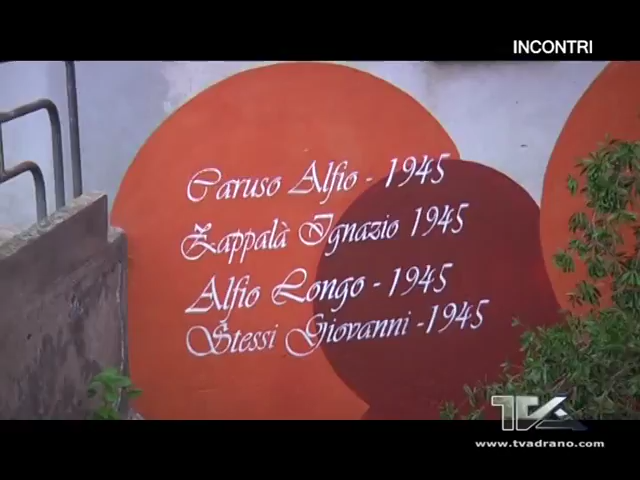 INCONTRI
Caruso Alfio - 1945
Zappalà Ignazio 1945
Alfio Longo - 1945
Stessi Giovanni - 1945
TVA
www.tvadrano.com